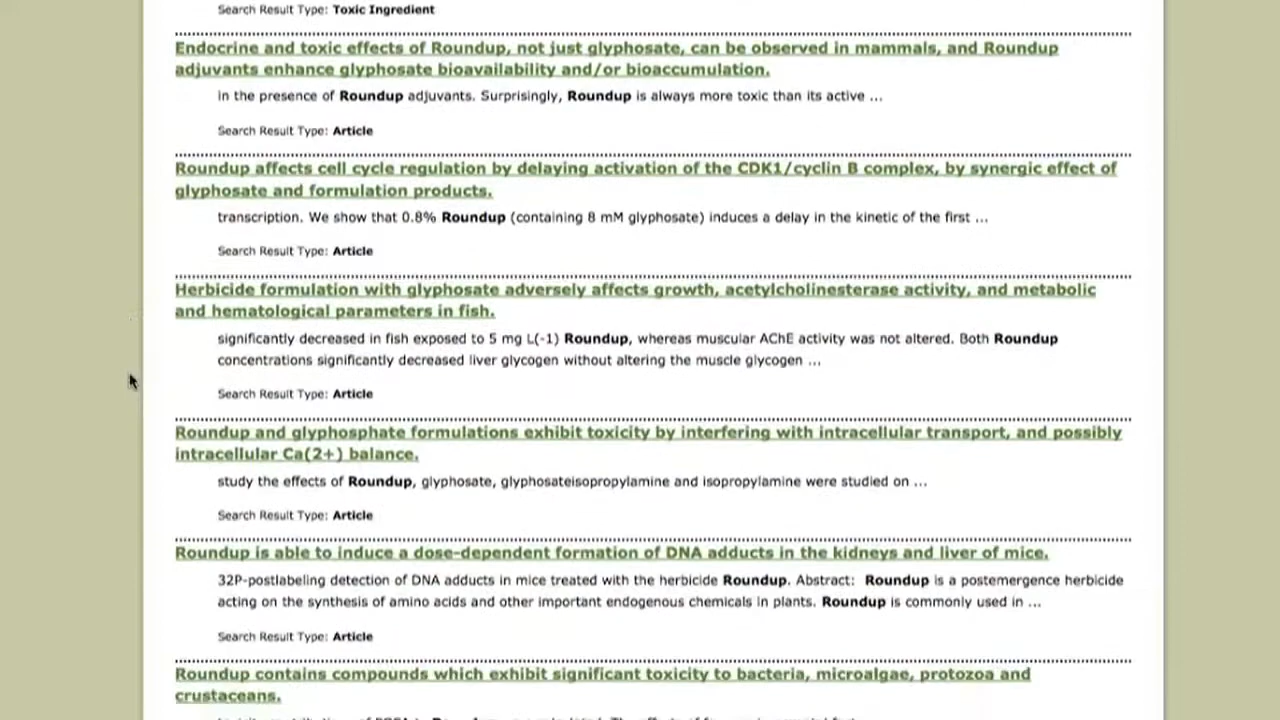 Search Result Type: Toxic Ingredient
Endocrine and toxic effects of Roundup, not just glyphosate, can be observed in mammals, and Roundup
adjuvants enhance glyphosate bioavailability and/or bioaccumulation.
in the presence of Roundup adjuvants. Surprisingly, Roundup is always more toxic than its active ...
Search Result Type: Article
Roundup affects cell cycle regulation by delaying activation of the CDK1/cyclin B complex, by synergic effect of
glyphosate and formulation products.
transcription. We show that 0.8% Roundup (containing 8 mM glyphosate) induces a delay in the kinetic of the first ...
Search Result Type: Article
Herbicide formulation with glyphosate adversely affects growth, acetylcholinesterase activity, and metabolic
and hematological parameters in fish.
significantly decreased in fish exposed to 5 mg L(-1) Roundup, whereas muscular AChE activity was not altered. Both Roundup
concentrations significantly decreased liver glycogen without altering the muscle glycogen ...
Search Result Type: Article
Roundup and glyphosphate formulations exhibit toxicity by interfering with intracellular transport, and possibly
intracellular Ca(2+) balance.
study the effects of Roundup, glyphosate, glyphosateisopropylamine and isopropylamine were studied on ...
Search Result Type: Article
Roundup is able to induce a dose-dependent formation of DNA adducts in the kidneys and liver of mice.
32P-postlabeling detection of DNA adducts in mice treated with the herbicide Roundup. Abstract: Roundup is a postemergence herbicide
acting on the synthesis of amino acids and other important endogenous chemicals in plants. Roundup is commonly used in ...
Search Result Type: Article
Roundup contains compounds which exhibit significant toxicity to bacteria, microalgae, protozoa and
crustaceans.